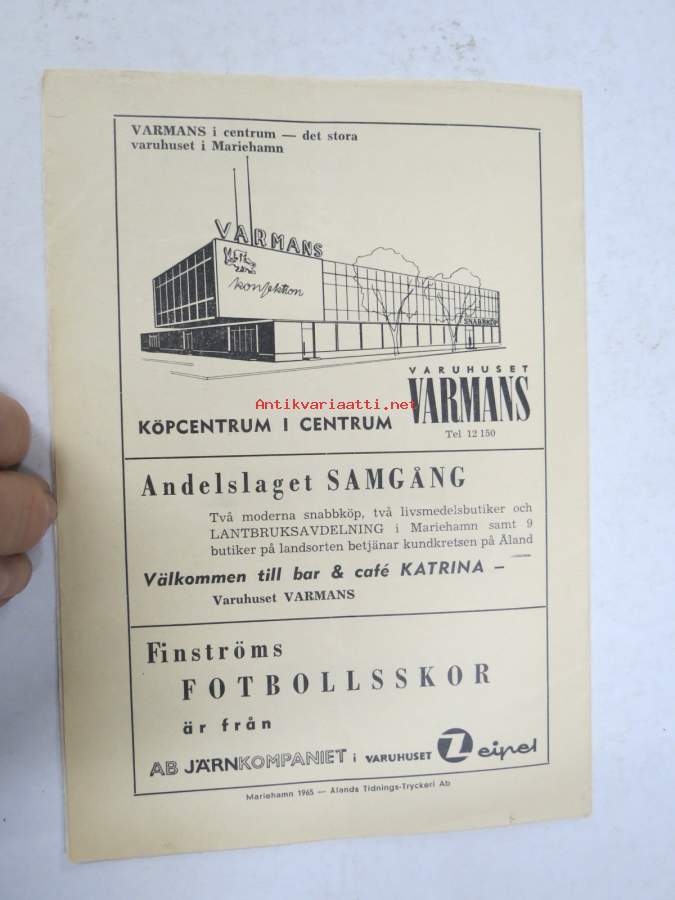 VARMANS i centrum — det stora
varuhuset i Mariehamn
VARMANS
konfektion
SNABBKÖP
VARUHUSET
Antikvariaatti.net
VARMANS
KÖPCENTRUM I CENTRUM
Tel 12 150
Andelslaget SAMGÅNG
Två moderna snabbköp, två livsmedelsbutiker och
LANTBRUKSAVDELNING i Mariehamn samt 9
butiker på landsorten betjänar kundkretsen på Åland
Välkommen till bar & café KATRINA —
Varuhuset VARMANS
Finströms
FOTBOLLSSKOR
är från
AB JÄRNKOMPANIET i VARUHUSET Zeipel
Mariehamn 1965 — Ålands Tidnings-Tryckeri Ab